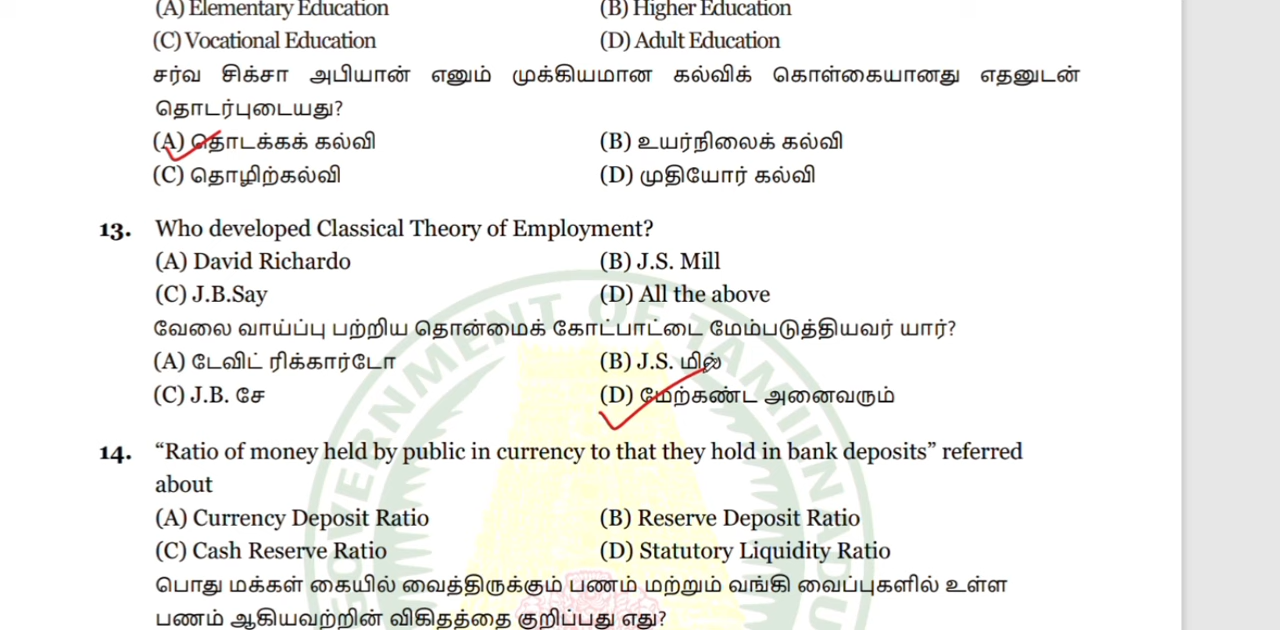 (A) Elementary Education (B) Higher Education
(C) Vocational Education (D) Adult Education
சர்வ சிக்சா அபியான் எனும் முக்கியமான கல்விக் கொள்கையானது எதனுடன்
தொடர்புடையது?
(A) தொடக்கக் கல்வி (B) உயர்நிலைக் கல்வி
(C) தொழிற்கல்வி (D) முதியோர் கல்வி
13. Who developed Classical Theory of Employment?
(A) David Richardo (B) J.S. Mill
(C) J.B.Say (D) All the above
வேலை வாய்ப்பு பற்றிய தொன்மைக் கோட்பாட்டை மேம்படுத்தியவர் யார்?
(A) டேவிட் ரிக்கார்டோ (B) J.S. மில்
(C) J.B. சே (D) மேற்கண்ட அனைவரும்
14. “Ratio of money held by public in currency to that they hold in bank deposits” referred
about
(A) Currency Deposit Ratio (B) Reserve Deposit Ratio
(C) Cash Reserve Ratio (D) Statutory Liquidity Ratio
பொது மக்கள் கையில் வைத்திருக்கும் பணம் மற்றும் வங்கி வைப்புகளில் உள்ள
பணம் ஆகியவற்றின் விகிதத்தை குறிப்பது எது?
GOVERNMENT OF TAMILNADU